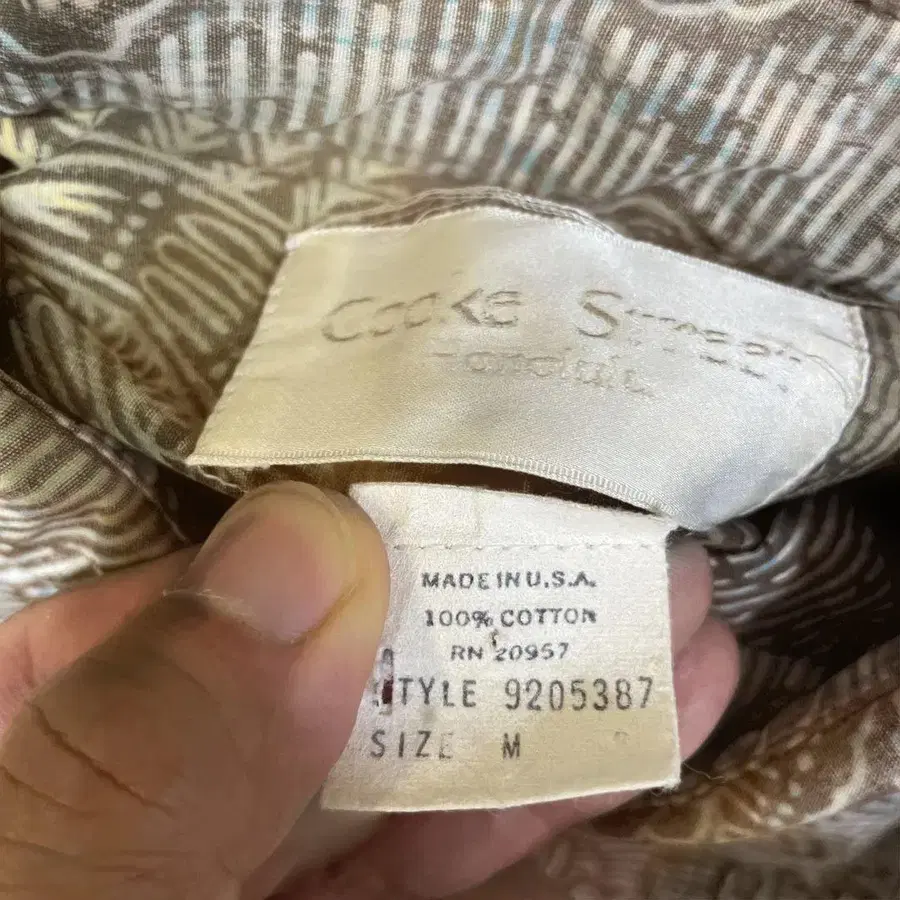 Cooke Street
Honolulu
MADE IN U.S.A.
100% COTTON
RN 20957
STYLE 9205387
SIZE M